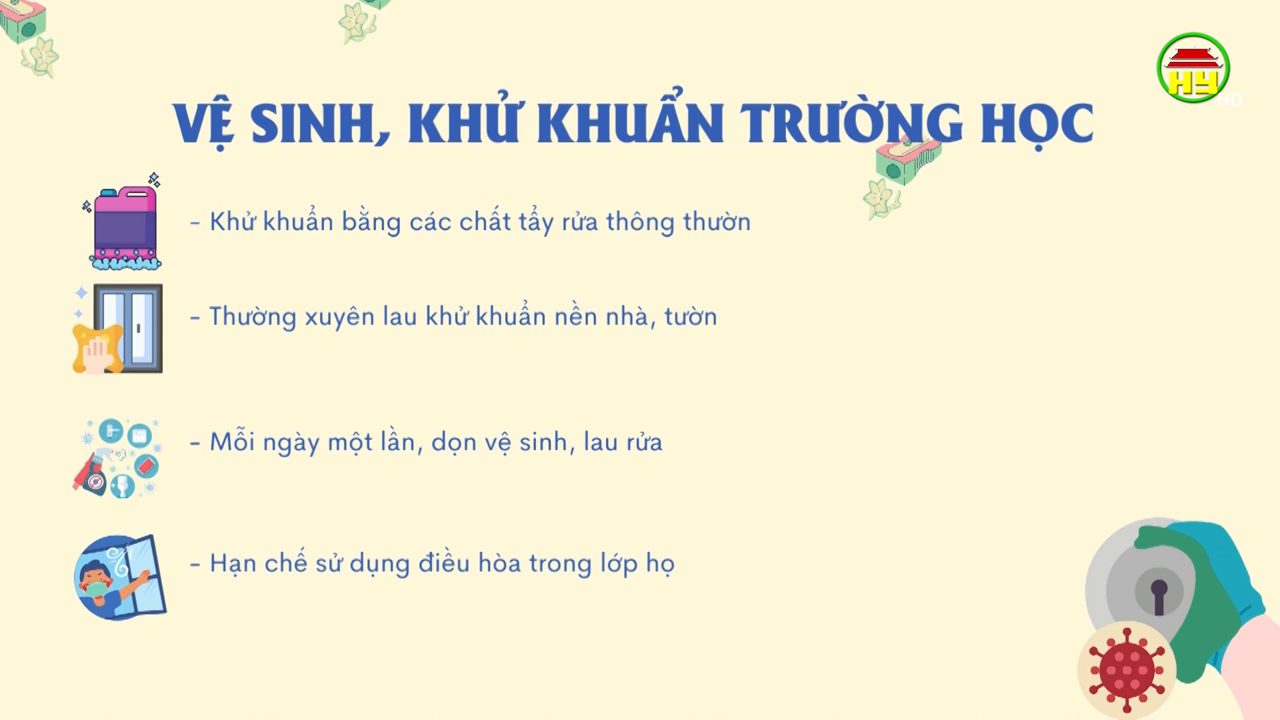 HY
HD
VỆ SINH, KHỬ KHUẨN TRƯỜNG HỌC
- Khử khuẩn bằng các chất tẩy rửa thông thườn
- Thường xuyên lau khử khuẩn nền nhà, tườn
- Mỗi ngày một lần, dọn vệ sinh, lau rửa
- Hạn chế sử dụng điều hòa trong lớp họ